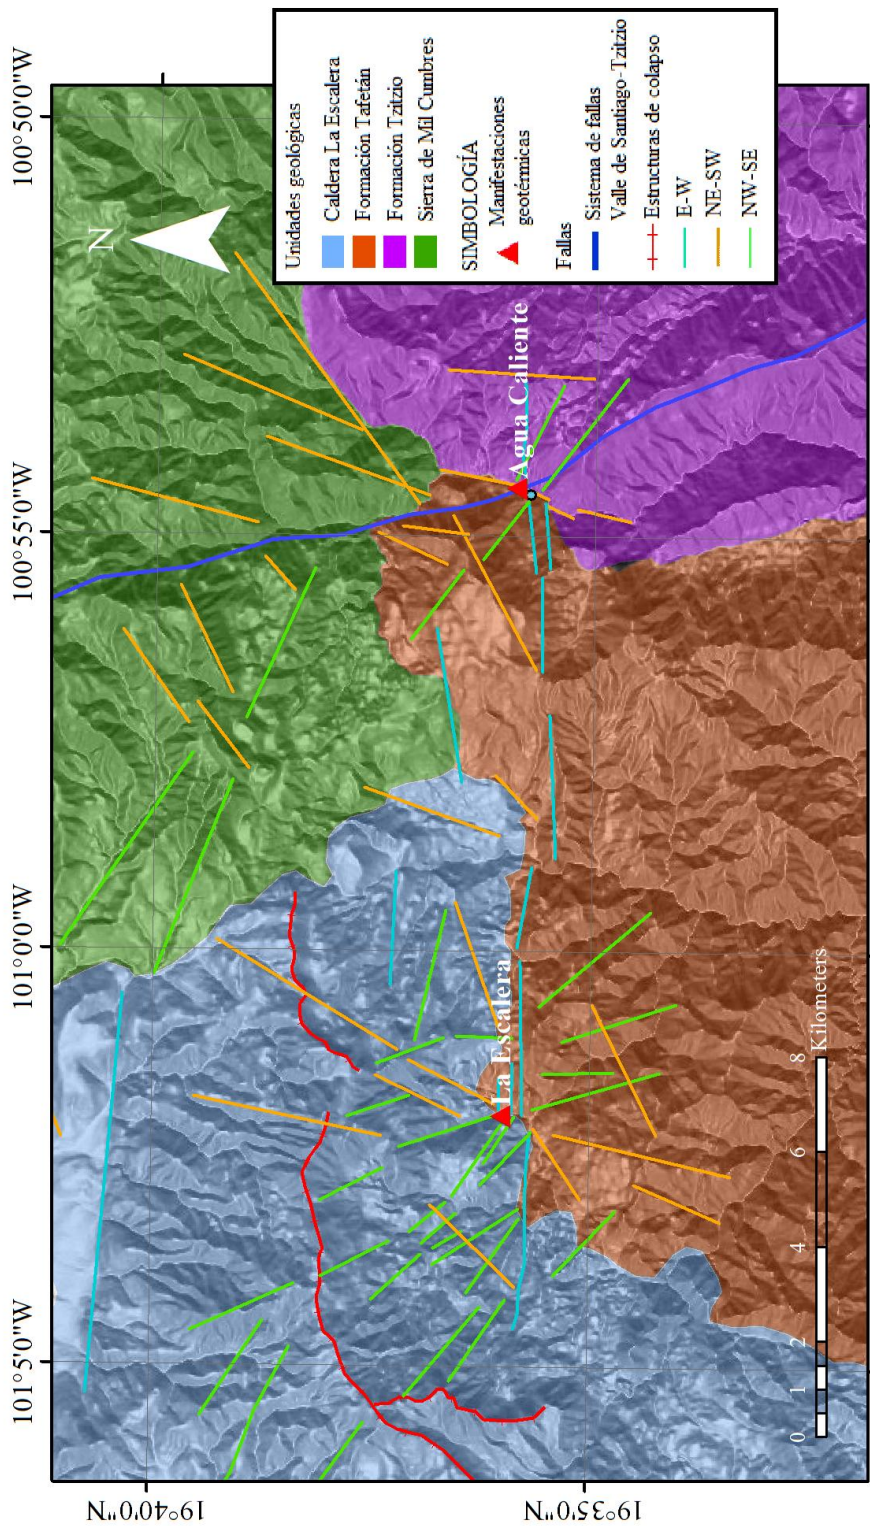 101°5'0"W
101°0'0"W
100°55'0"W
100°50'0"W
19°40'0"N
19°35'0"N
N
La Escalera
Agua Caliente
0 1 2 4 6 8
Kilometers
Unidades geológicas
Caldera La Escalera
Formación Tafetán
Formación Tzitzio
Sierra de Mil Cumbres
SIMBOLOGÍA
Manifestaciones
geotérmicas
Fallas
Sistema de fallas
Valle de Santiago-Tzitzio
Estructuras de colapso
E-W
NE-SW
NW-SE